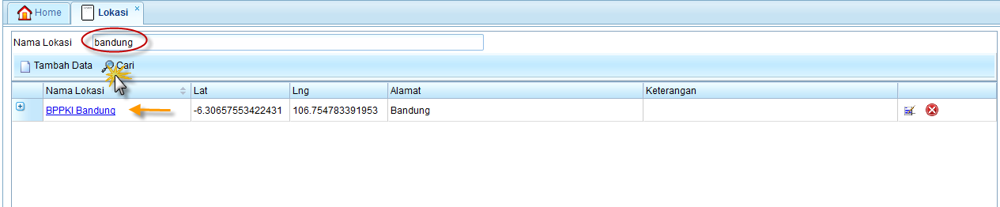 Home Lokasi
Nama Lokasi bandung
Tambah Data Cari
Nama Lokasi Lat Lng Alamat Keterangan
BPPKI Bandung -6.30657553422431 106.754783391953 Bandung